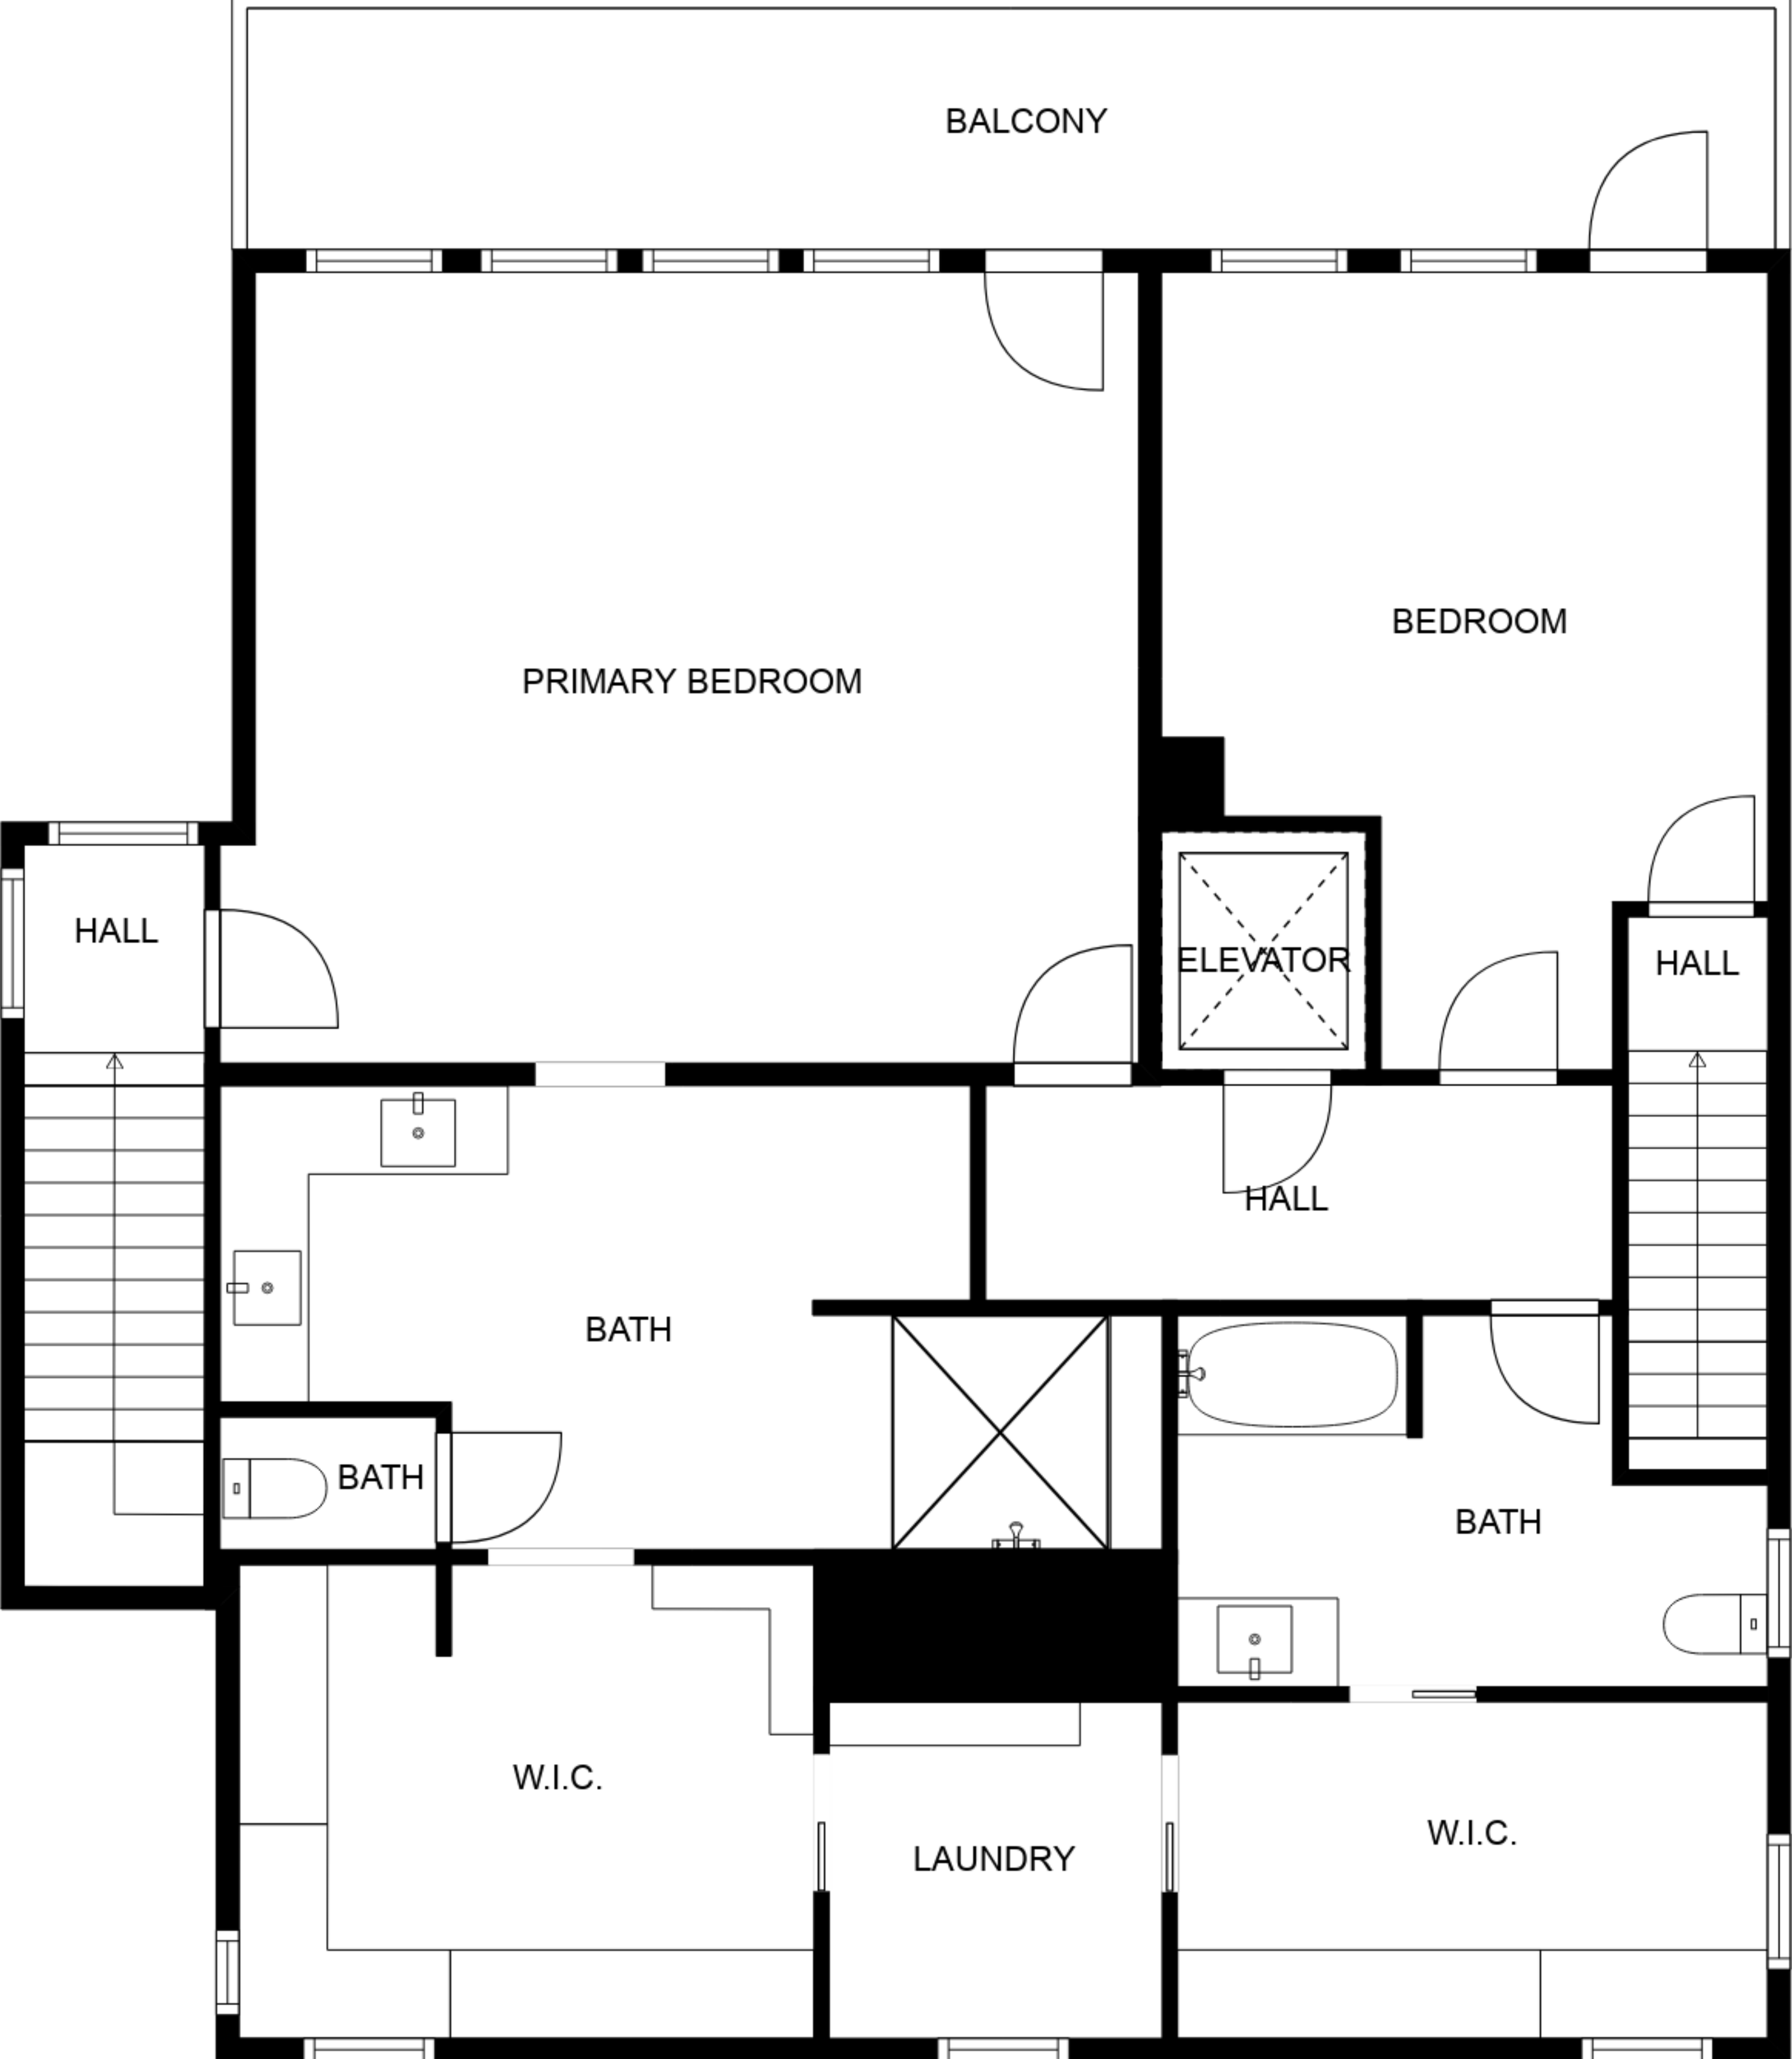 BALCONY
BEDROOM
PRIMARY BEDROOM
HALL
ELEVATOR
HALL
HALL
BATH
BATH
BATH
W.I.C.
W.I.C.
LAUNDRY